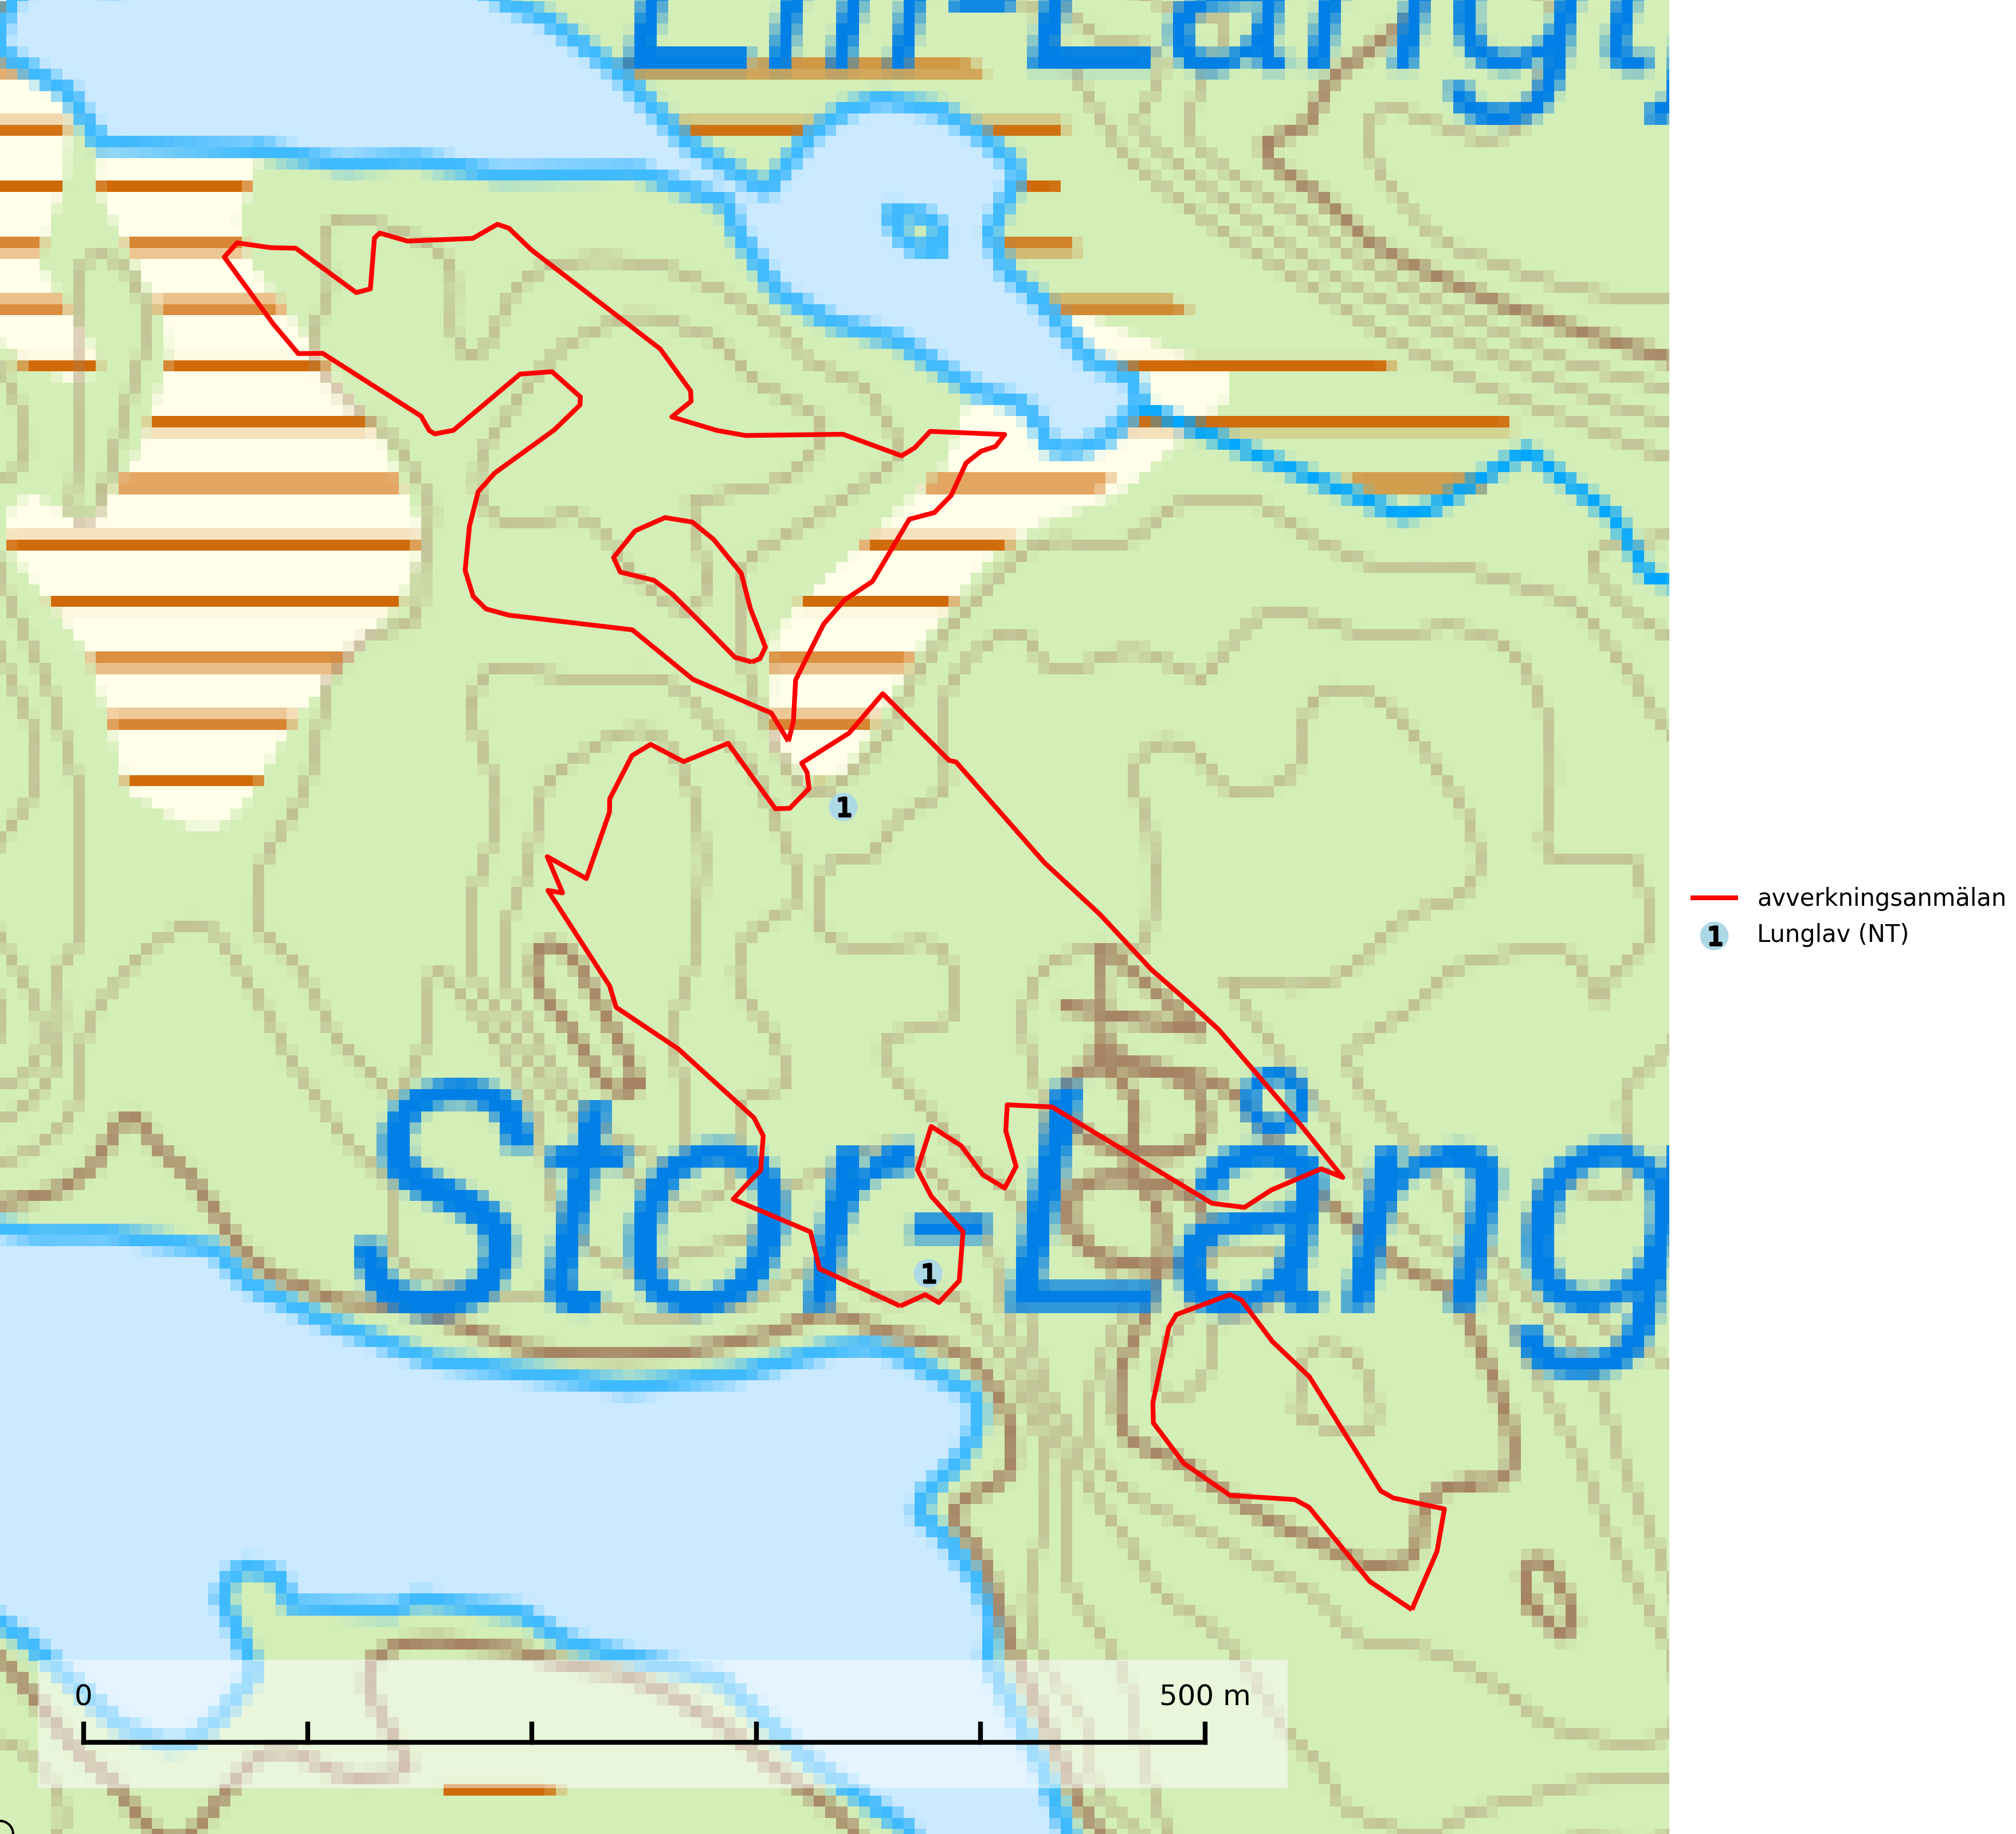 1
Stor-Lång
1
avverkningsanmälan
1 Lunglav (NT)
0 500 m